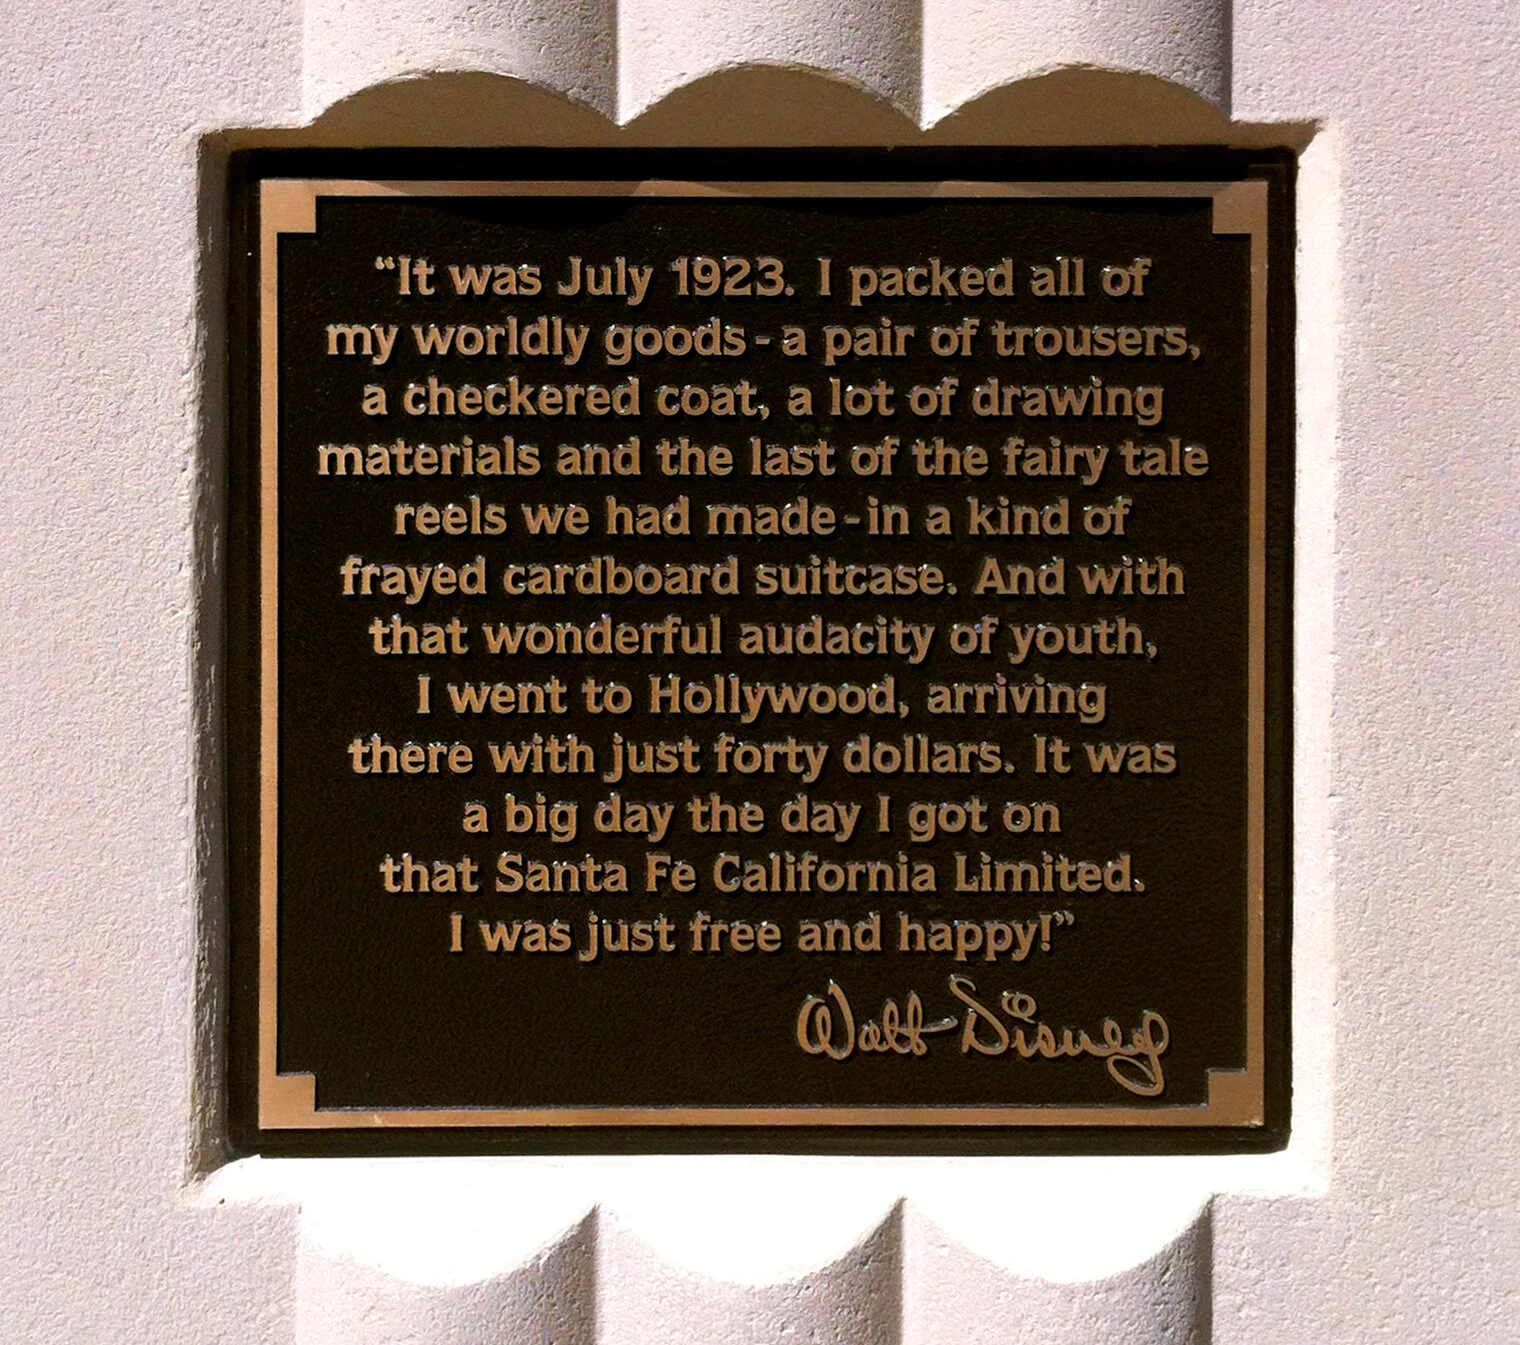 “It was July 1923. I packed all of
my worldly goods - a pair of trousers,
a checkered coat, a lot of drawing
materials and the last of the fairy tale
reels we had made - in a kind of
frayed cardboard suitcase. And with
that wonderful audacity of youth,
I went to Hollywood, arriving
there with just forty dollars. It was
a big day the day I got on
that Santa Fe California Limited.
I was just free and happy!”
Walt Disney